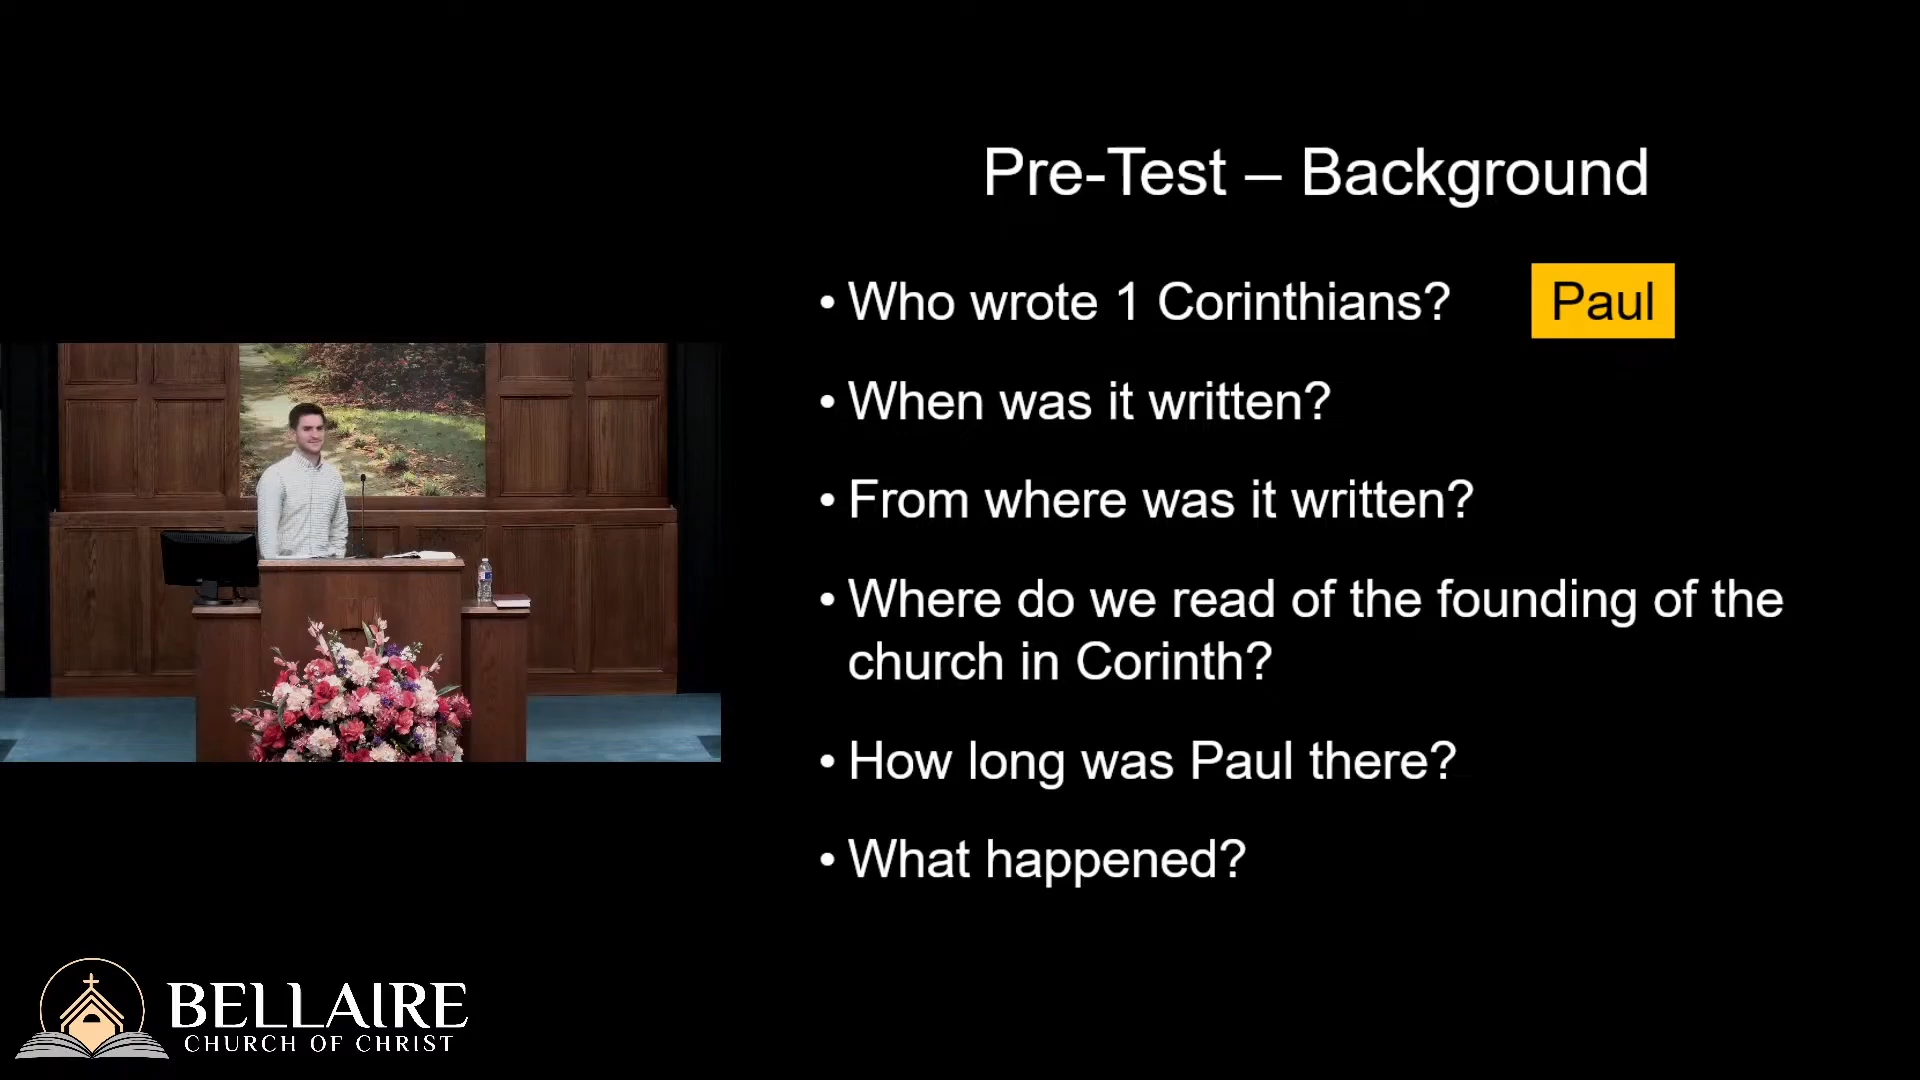 Pre-Test – Background
• Who wrote 1 Corinthians?
Paul
• When was it written?
• From where was it written?
• Where do we read of the founding of the
church in Corinth?
• How long was Paul there?
• What happened?
BELLAIRE
CHURCH OF CHRIST